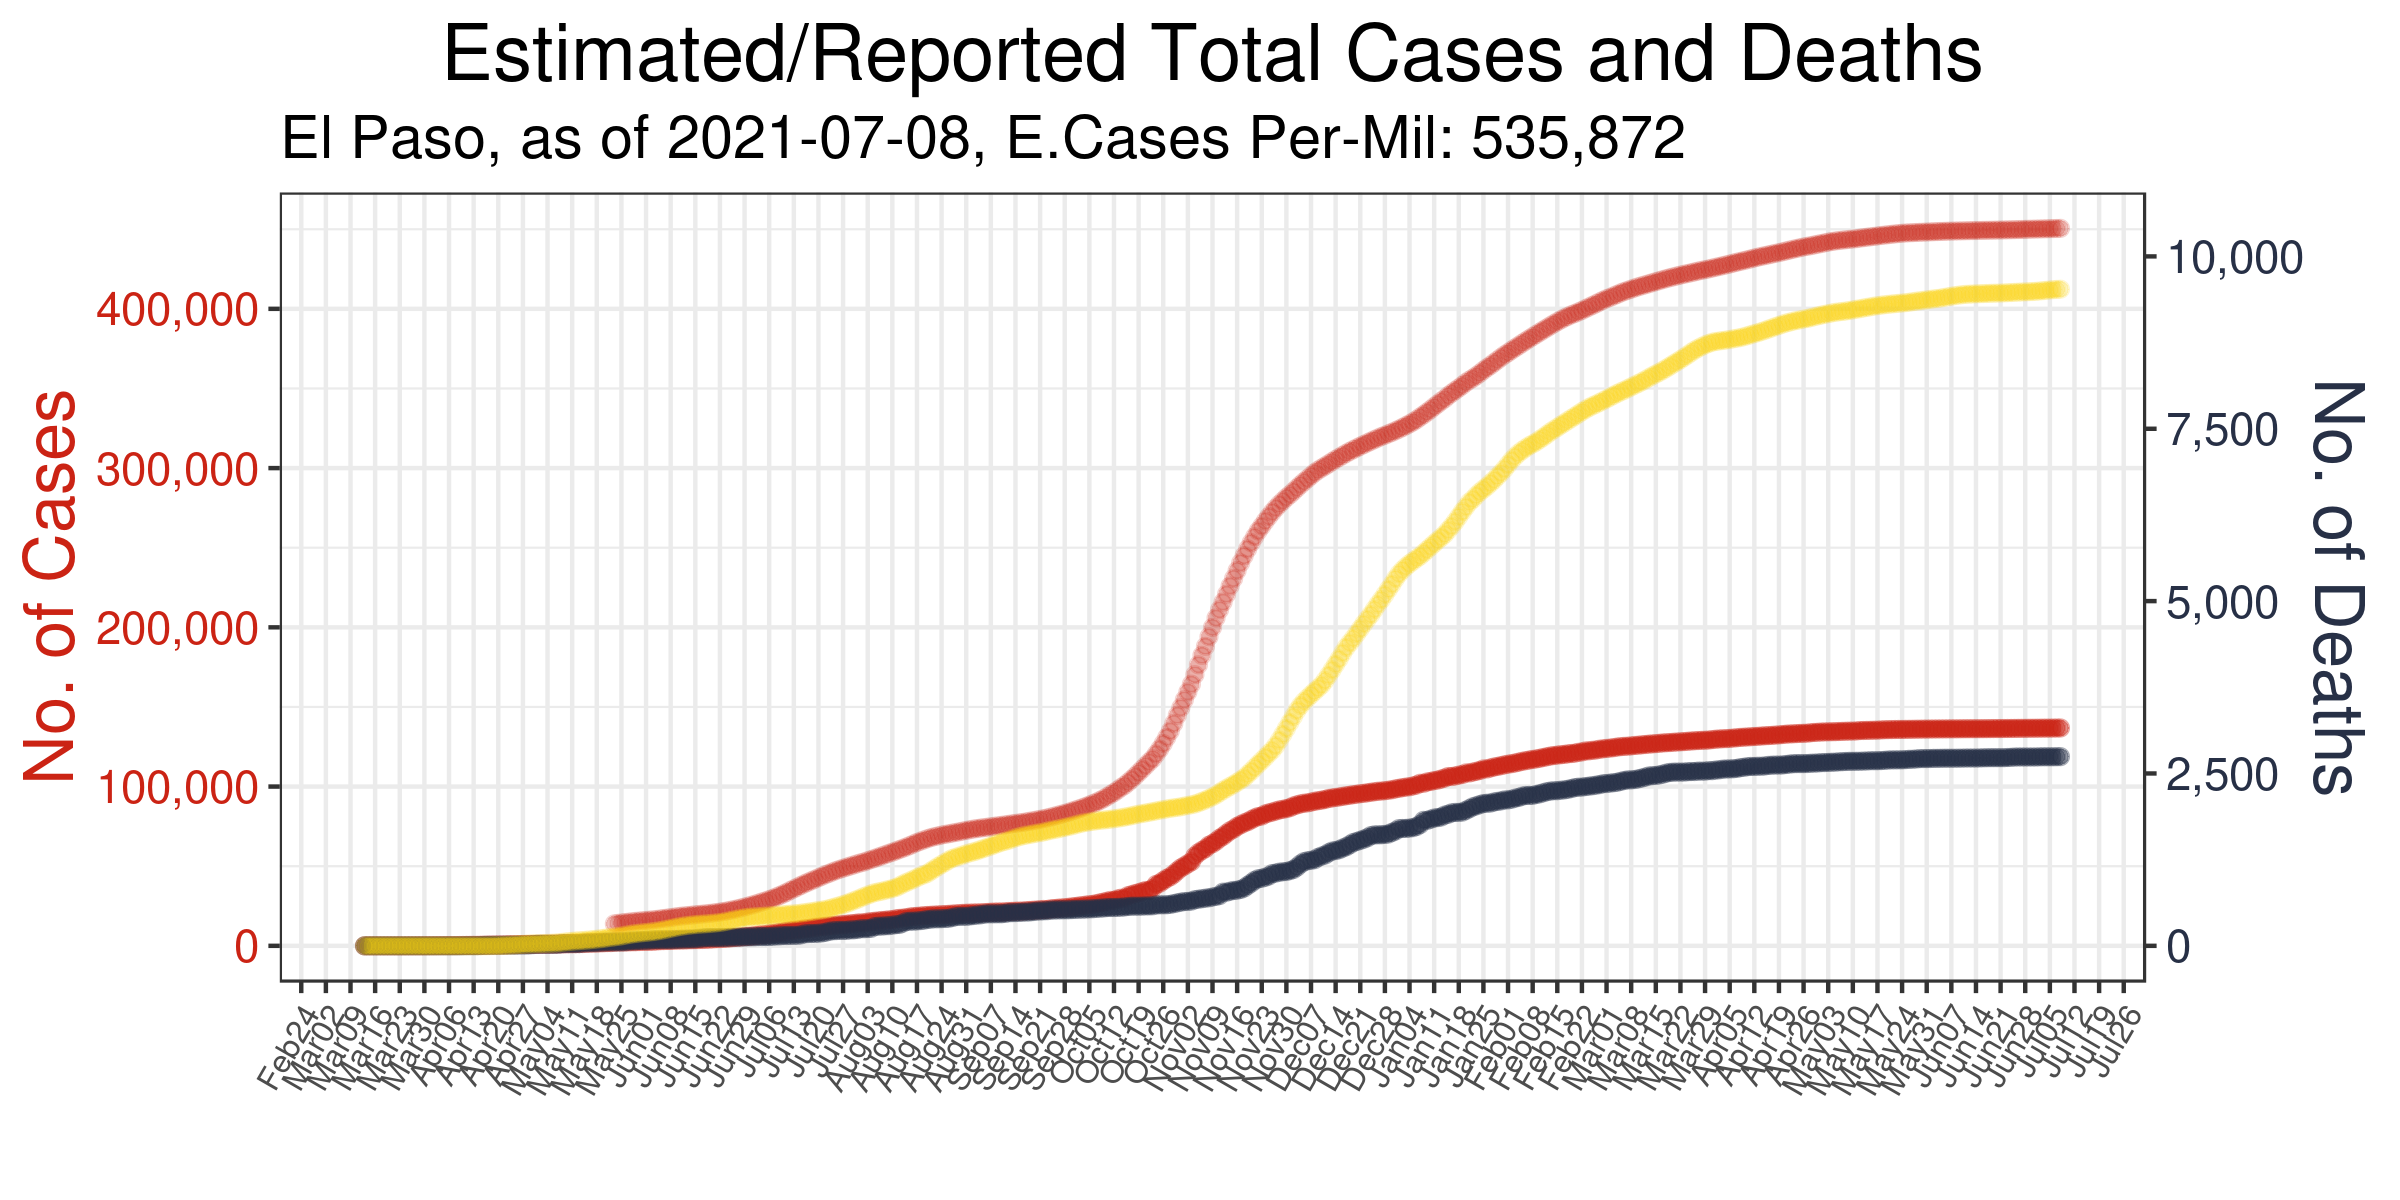 Estimated/Reported Total Cases and Deaths
El Paso, as of 2021-07-08, E.Cases Per-Mil: 535,872
No. of Cases
400,000
300,000
200,000
100,000
0
10,000
7,500
5,000
2,500
0
No. of Deaths
Feb24
Mar02
Mar09
Mar16
Mar23
Mar30
Apr06
Apr13
Apr20
Apr27
May04
May11
May18
May25
Jun01
Jun08
Jun15
Jun22
Jun29
Jul06
Jul13
Jul20
Jul27
Aug03
Aug10
Aug17
Aug24
Aug31
Sep07
Sep14
Sep21
Sep28
Oct05
Oct12
Oct19
Oct26
Nov02
Nov09
Nov16
Nov23
Nov30
Dec07
Dec14
Dec21
Dec28
Jan04
Jan11
Jan18
Jan25
Feb01
Feb08
Feb15
Feb22
Mar01
Mar08
Mar15
Mar22
Mar29
Apr05
Apr12
Apr19
Apr26
May03
May10
May17
May24
May31
Jun07
Jun14
Jun21
Jun28
Jul05
Jul12
Jul19
Jul26